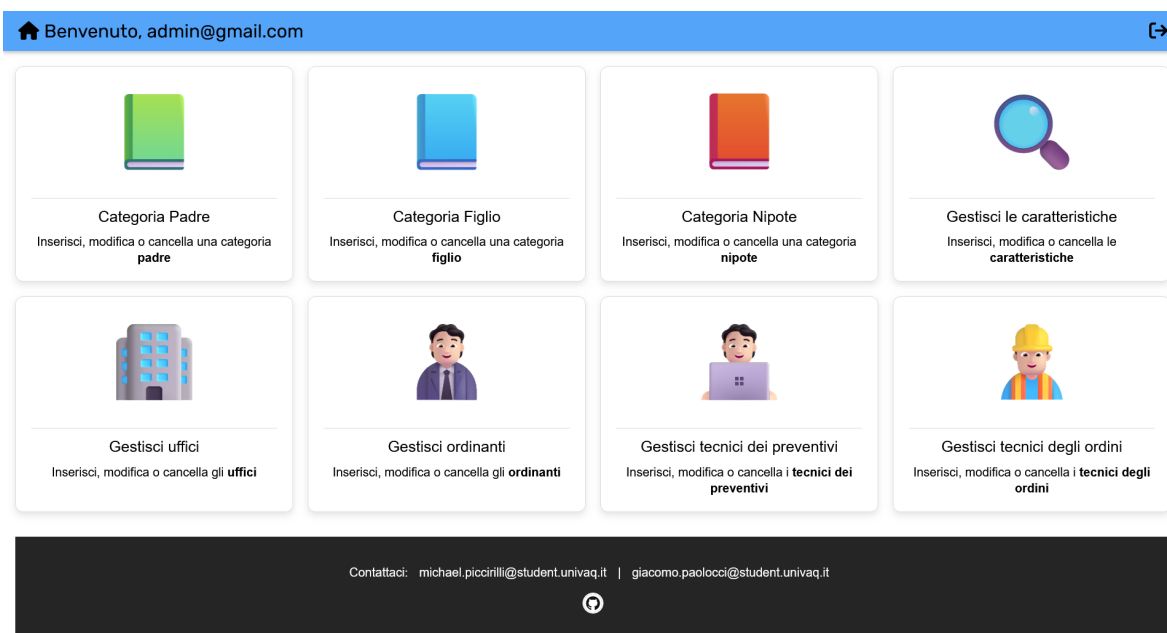 Benvenuto, admin@gmail.com
Categoria Padre
Inserisci, modifica o cancella una categoria
padre
Categoria Figlio
Inserisci, modifica o cancella una categoria
figlio
Categoria Nipote
Inserisci, modifica o cancella una categoria
nipote
Gestisci le caratteristiche
Inserisci, modifica o cancella le
caratteristiche
Gestisci uffici
Inserisci, modifica o cancella gli uffici
Gestisci ordinanti
Inserisci, modifica o cancella gli ordinanti
Gestisci tecnici dei preventivi
Inserisci, modifica o cancella i tecnici dei
preventivi
Gestisci tecnici degli ordini
Inserisci, modifica o cancella i tecnici degli
ordini
Contattaci: michael.piccirilli@student.univaq.it | giacomo.paolocci@student.univaq.it